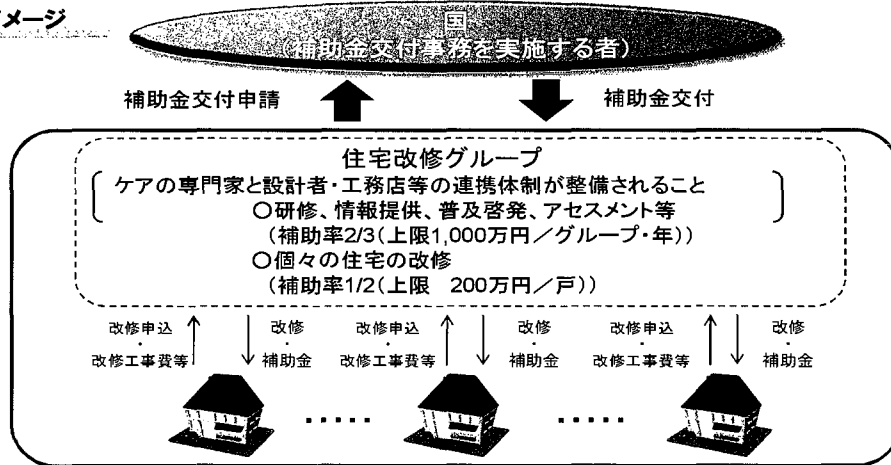 イメージ
国
(補助金交付事務を実施する者)
補助金交付申請
補助金交付
住宅改修グループ
ケアの専門家と設計者・工務店等の連携体制が整備されること
○研修、情報提供、普及啓発、アセスメント等
(補助率2/3(上限1,000万円/グループ・年))
○個々の住宅の改修
(補助率1/2(上限 200万円/戸))
改修申込
・
改修工事費等
改修
・
補助金
改修申込
・
改修工事費等
改修
・
補助金
改修申込
・
改修工事費等
改修
・
補助金